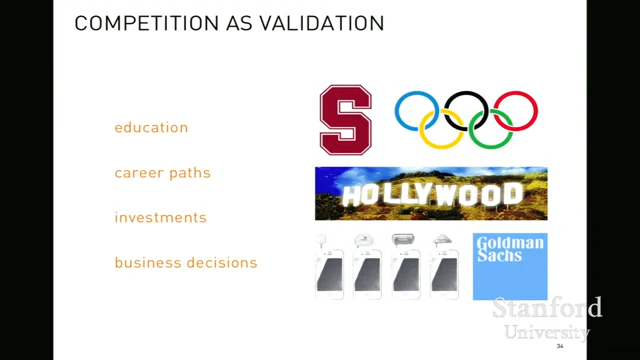 COMPETITION AS VALIDATION
education
career paths
investments
business decisions
S
HOLLYWOOD
Goldman
Sachs
Stanford
University
34